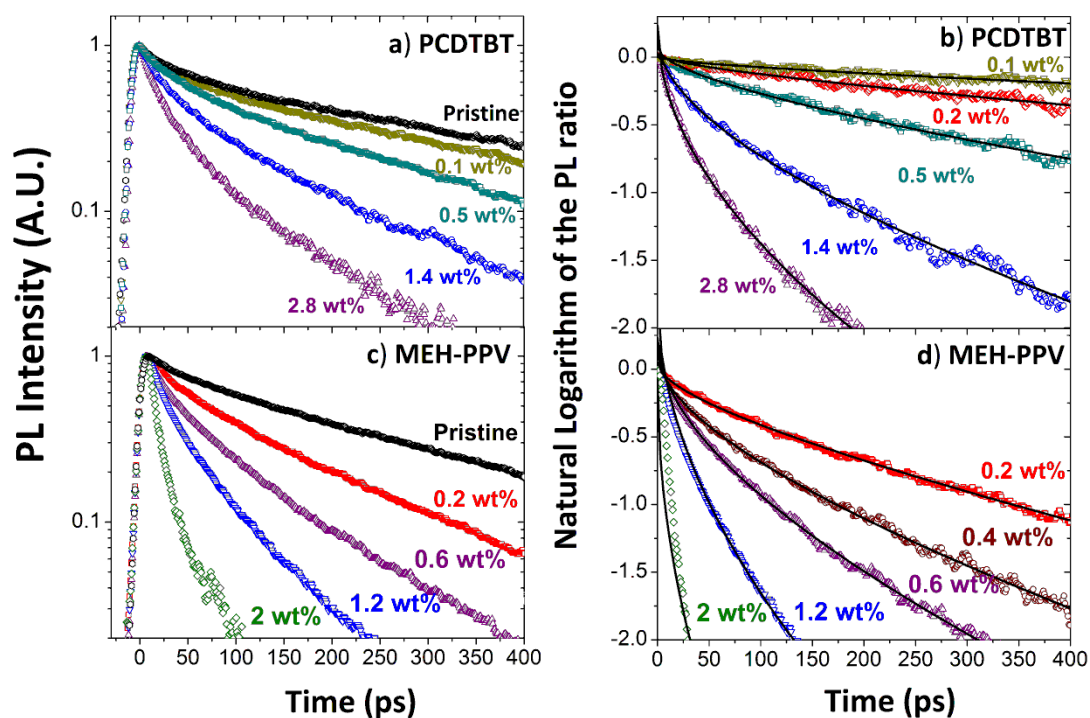 PL Intensity (A.U.)
a) PCDTBT
1
0.1
Pristine
0.1 wt%
0.5 wt%
1.4 wt%
2.8 wt%
c) MEH-PPV
1
0.1
Pristine
0.2 wt%
0.6 wt%
1.2 wt%
2 wt%
0 50 100 150 200 250 300 350 400
Time (ps)
Natural Logarithm of the PL ratio
b) PCDTBT
0.0
-0.5
-1.0
-1.5
-2.0
0.1 wt%
0.2 wt%
0.5 wt%
1.4 wt%
2.8 wt%
d) MEH-PPV
0.0
-0.5
-1.0
-1.5
-2.0
0.2 wt%
0.4 wt%
0.6 wt%
1.2 wt%
2 wt%
0 50 100 150 200 250 300 350 400
Time (ps)